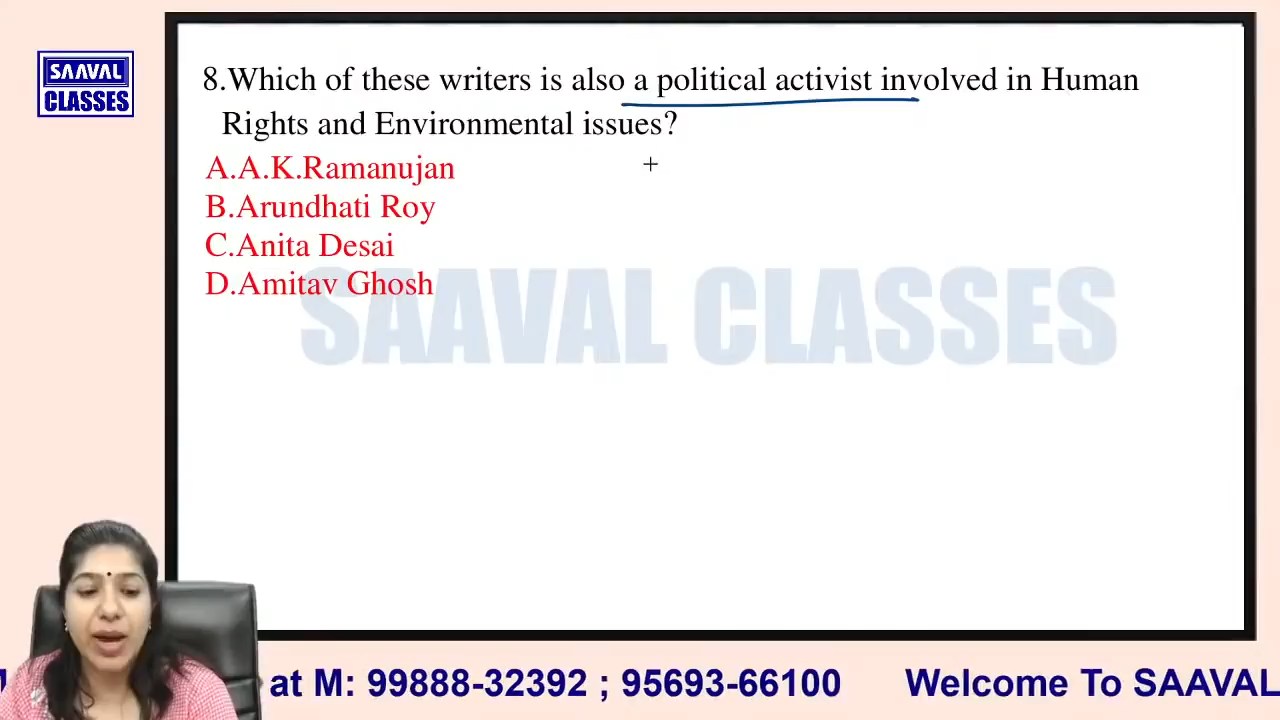 SAAVAL
CLASSES
8.Which of these writers is also a political activist involved in Human
Rights and Environmental issues?
A.A.K.Ramanujan
B.Arundhati Roy
C.Anita Desai
D.Amitav Ghosh
SAAVAL CLASSES
at M: 99888-32392 ; 95693-66100 Welcome To SAAVAL